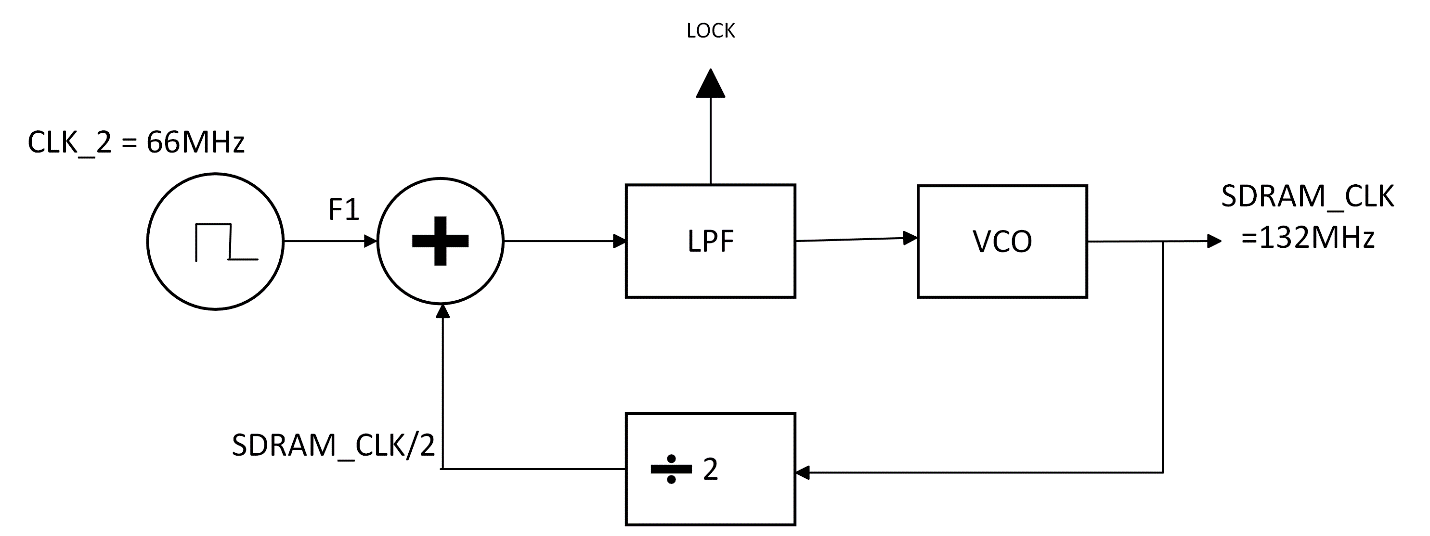 LOCK
CLK_2 = 66MHz
F1
LPF
VCO
SDRAM_CLK
=132MHz
SDRAM_CLK/2
÷ 2